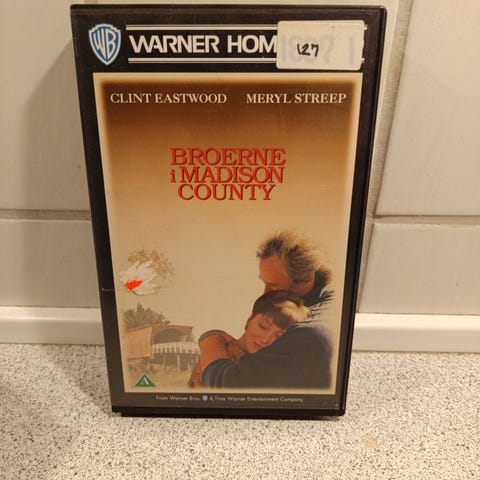 WB WARNER HOM
127
CLINT EASTWOOD MERYL STREEP
BROERNE
i MADISON
COUNTY
A
From Warner Bros. A Time Warner Entertainment Company